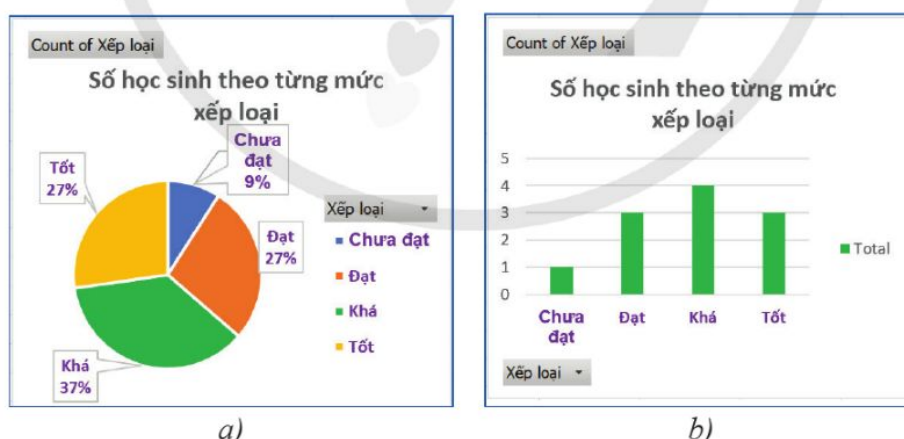 Count of Xếp loại
Số học sinh theo từng mức
xếp loại
Chưa
đạt
9%
Tốt
27%
Đạt
27%
Khá
37%
Xếp loại
Chưa đạt
Đạt
Khá
Tốt
a)
Count of Xếp loại
Số học sinh theo từng mức
xếp loại
5
4
3
2
1
0
Chưa
đạt
Đạt
Khá
Tốt
Total
Xếp loại
b)